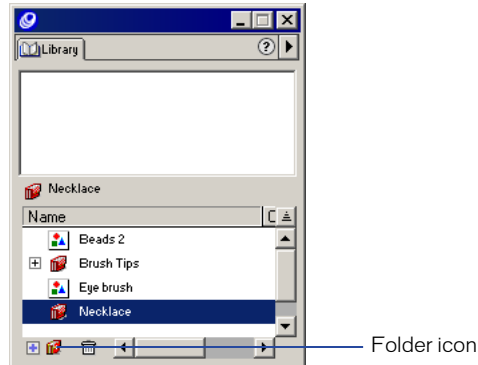 Library
?
Necklace
Name
Beads 2
Brush Tips
Eye brush
Necklace
Folder icon